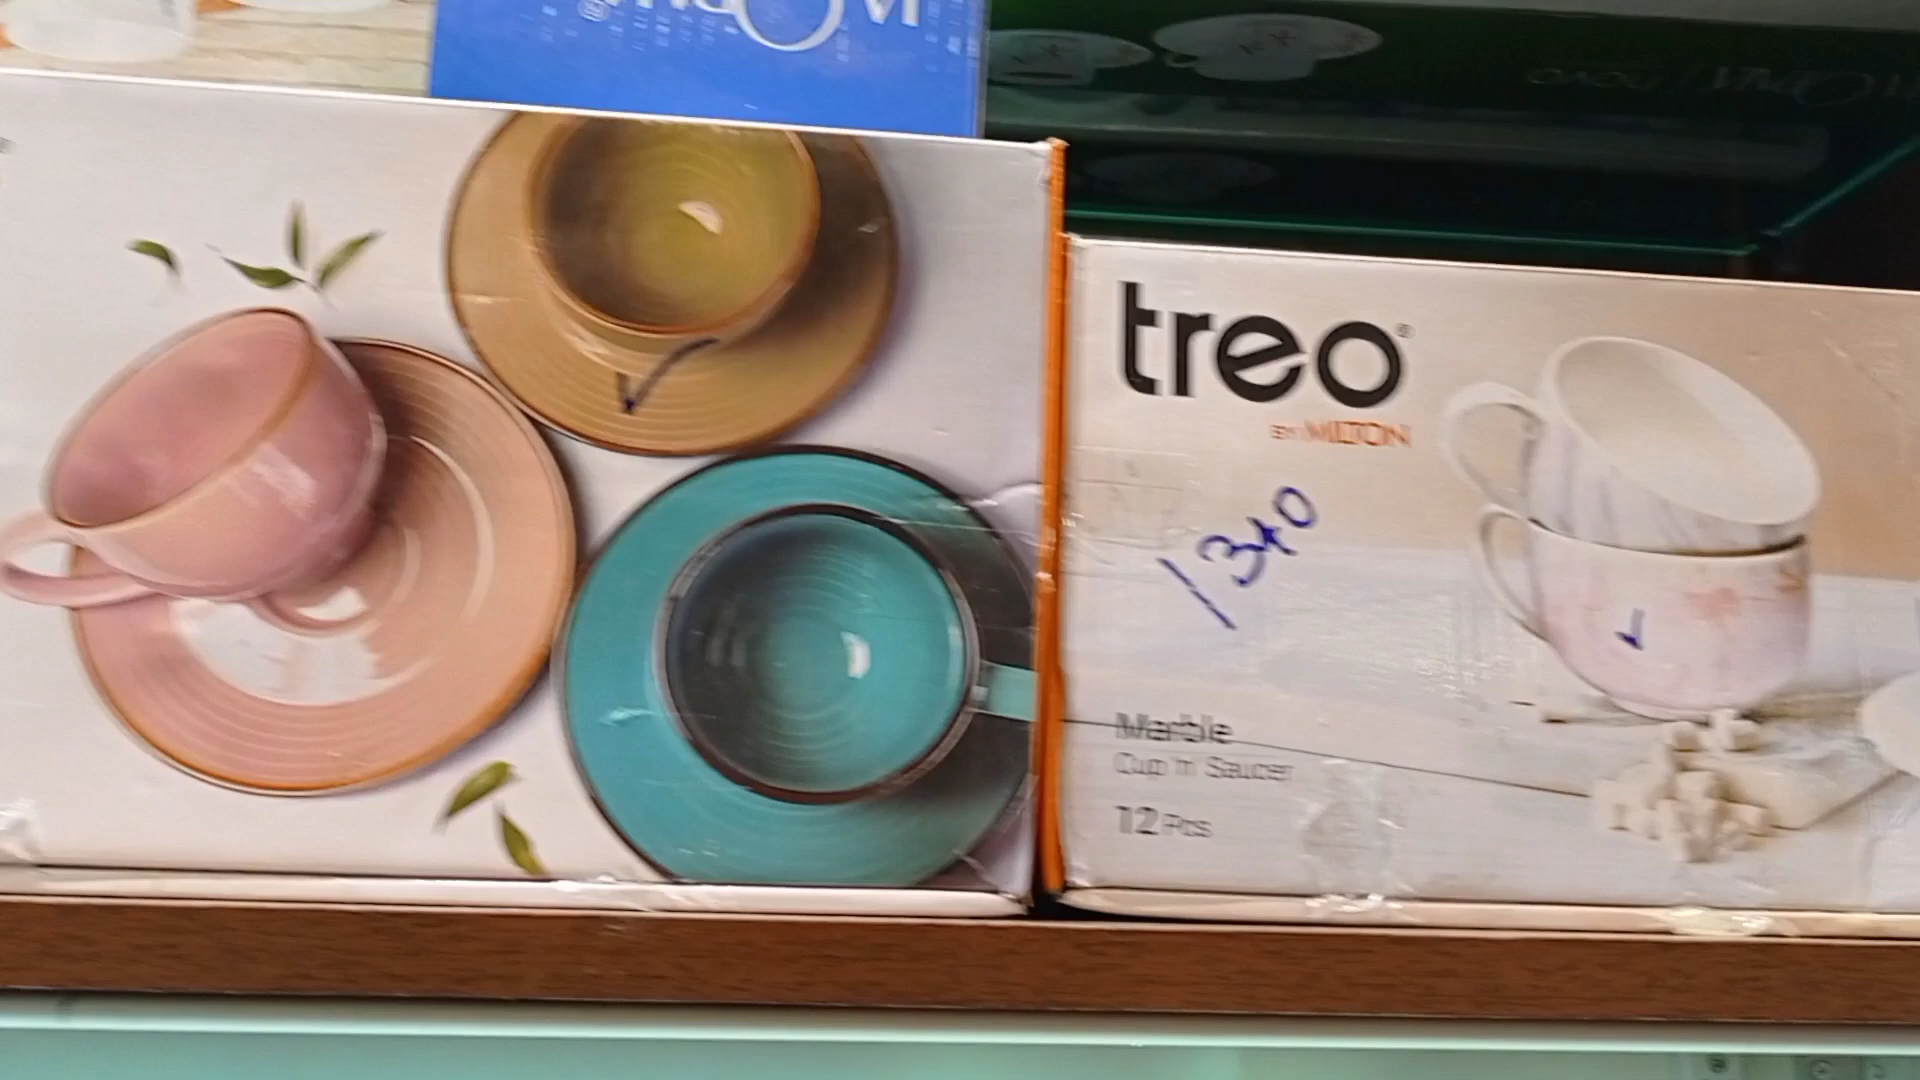 treo
BY MILTON
1340
Marble
Cup 'n' Saucer
12 Pcs